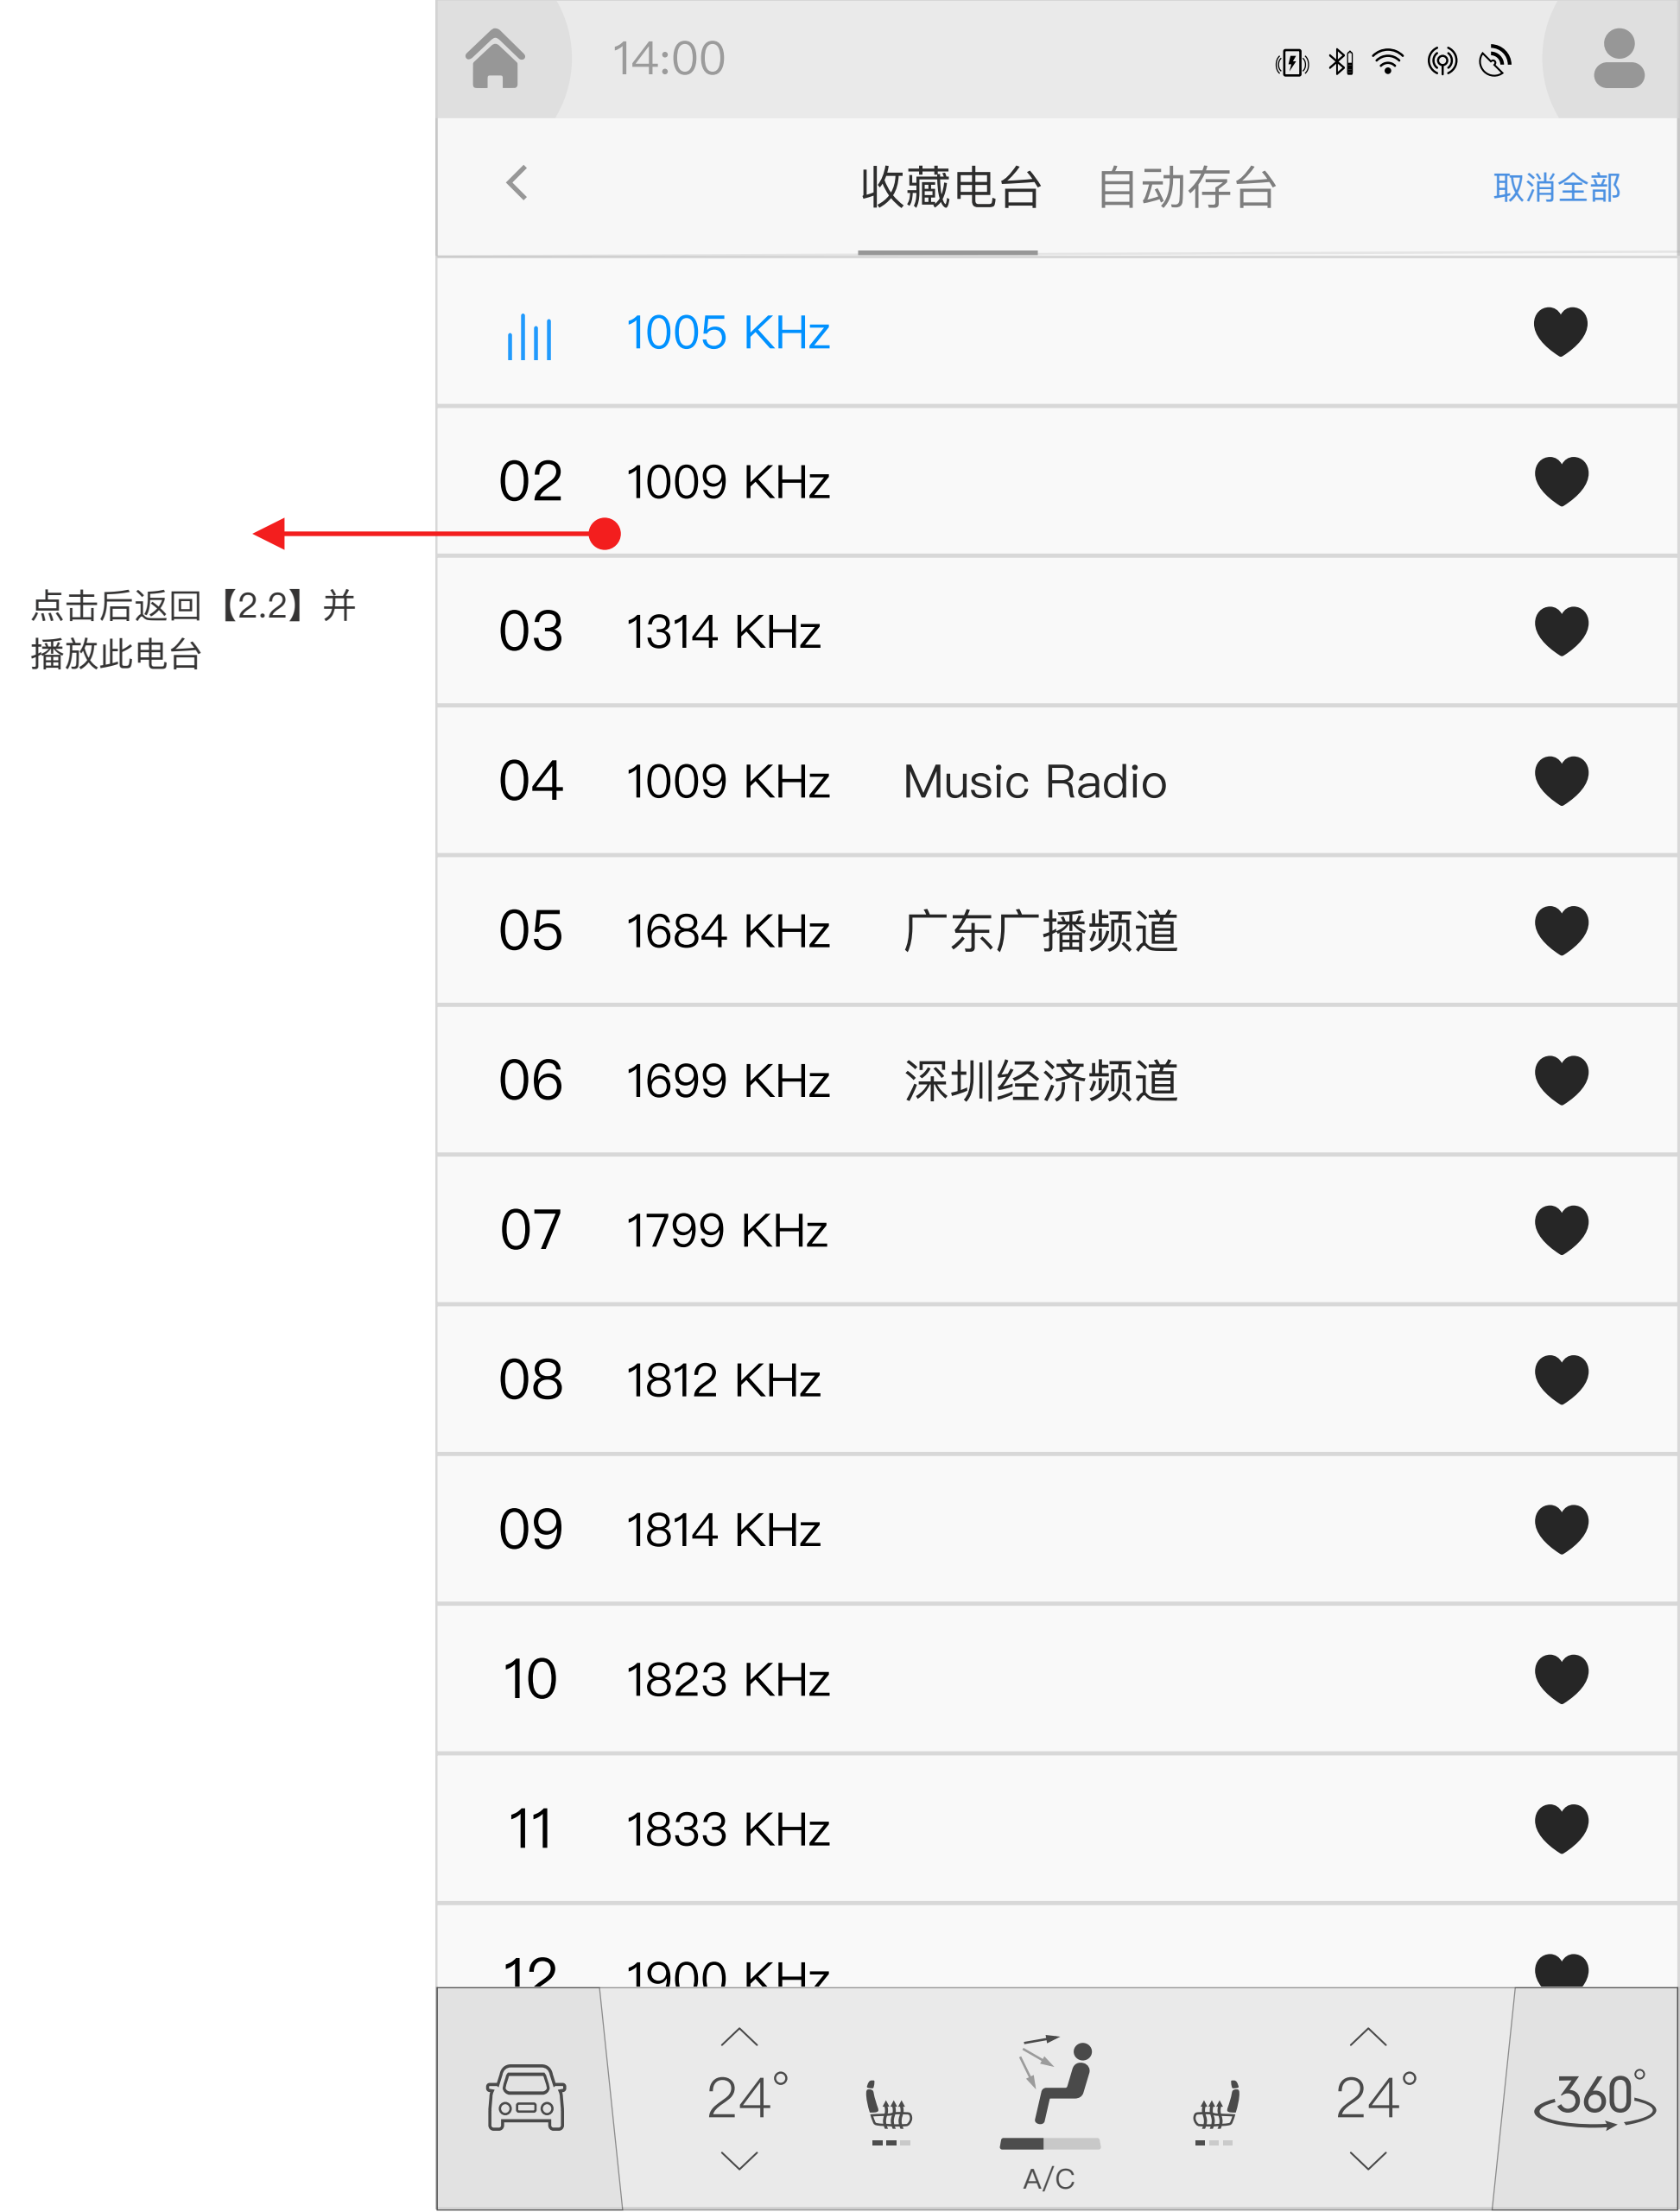 14:00
收藏电台 自动存台 取消全部
1005 KHz
02 1009 KHz
点击后返回【2.2】并
播放此电台
03 1314 KHz
04 1009 KHz Music Radio
05 1684 KHz 广东广播频道
06 1699 KHz 深圳经济频道
07 1799 KHz
08 1812 KHz
09 1814 KHz
10 1823 KHz
11 1833 KHz
12 1900 KHz
24° 24° 360°
A/C